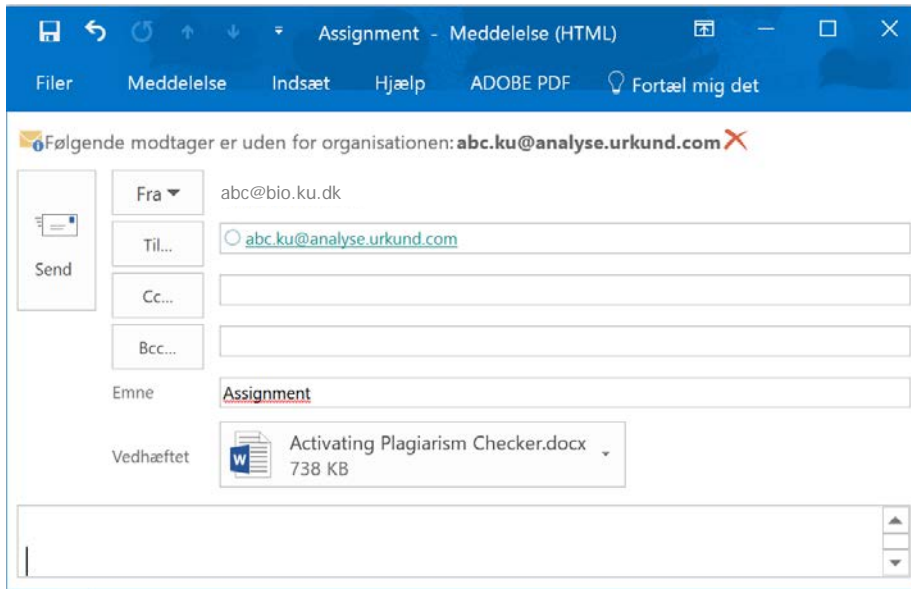 Assignment - Meddelelse (HTML)
Filer Meddelelse Indsæt Hjælp ADOBE PDF Fortæl mig det
Følgende modtager er uden for organisationen: abc.ku@analyse.urkund.com
Fra abc@bio.ku.dk
Til... abc.ku@analyse.urkund.com
Send
Cc...
Bcc...
Emne Assignment
Vedhæftet Activating Plagiarism Checker.docx
738 KB